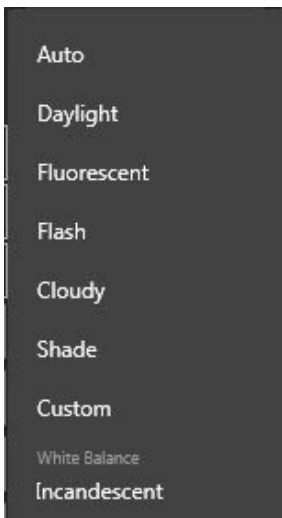 Auto
Daylight
Fluorescent
Flash
Cloudy
Shade
Custom
White Balance
Incandescent